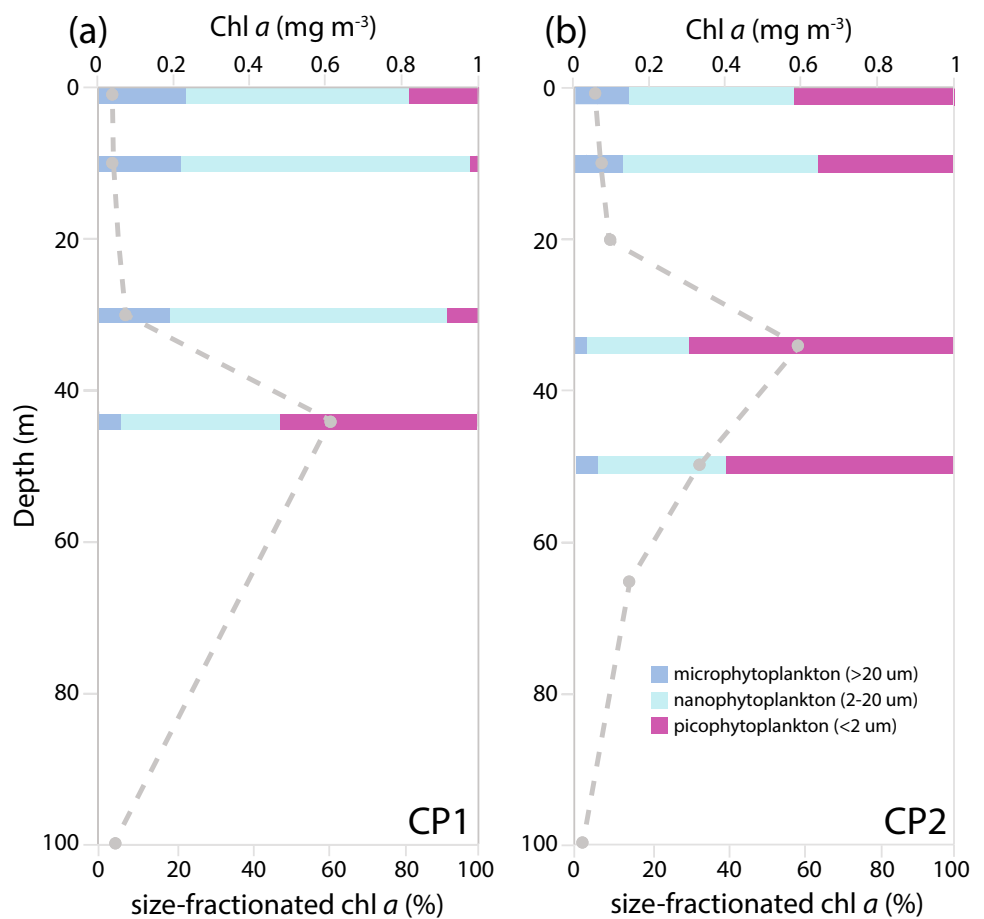 (a)
Chl a (mg m-3)
0 0.2 0.4 0.6 0.8 1
0
20
40
60
80
100
Depth (m)
CP1
0 20 40 60 80 100
size-fractionated chl a (%)
(b)
Chl a (mg m-3)
0 0.2 0.4 0.6 0.8 1
0
20
40
60
80
100
microphytoplankton (>20 um)
nanophytoplankton (2-20 um)
picophytoplankton (<2 um)
CP2
0 20 40 60 80 100
size-fractionated chl a (%)